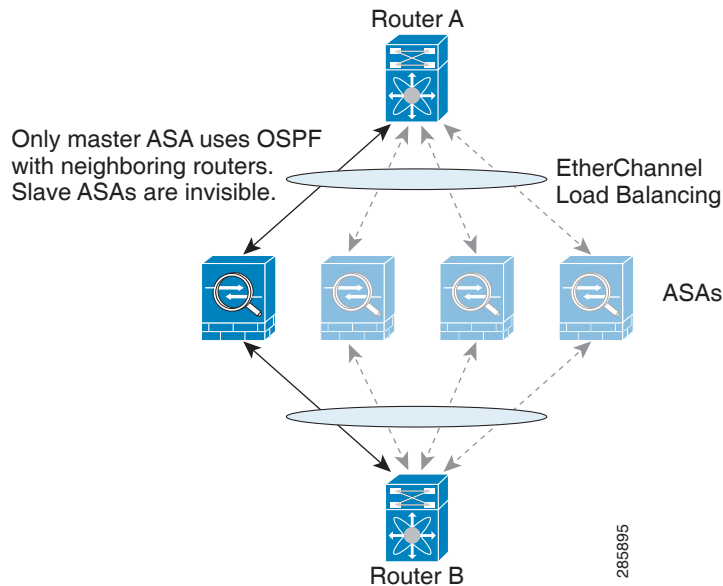 Router A
Only master ASA uses OSPF
with neighboring routers.
Slave ASAs are invisible.
EtherChannel
Load Balancing
ASAs
Router B
285895